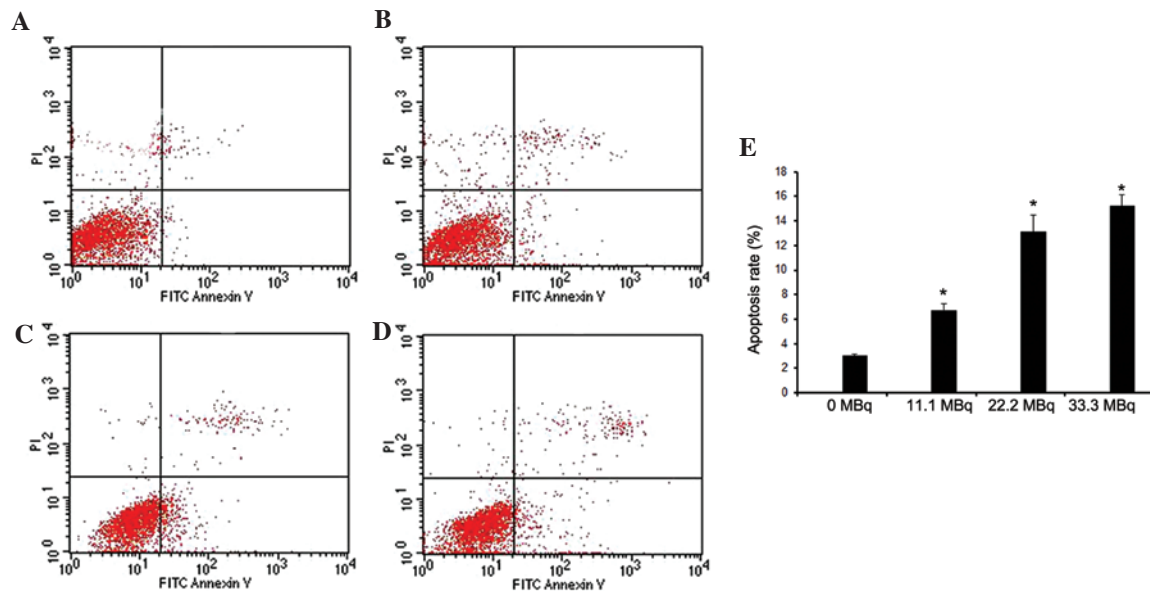 A
10⁴
10³
10²
10¹
10⁰
PI
10⁰ 10¹ 10² 10³ 10⁴
FITC Annexin Y
B
10⁴
10³
10²
10¹
10⁰
PI
10⁰ 10¹ 10² 10³ 10⁴
FITC Annexin Y
C
10⁴
10³
10²
10¹
10⁰
PI
10⁰ 10¹ 10² 10³ 10⁴
FITC Annexin Y
D
10⁴
10³
10²
10¹
10⁰
PI
10⁰ 10¹ 10² 10³ 10⁴
FITC Annexin Y
E
Apoptosis rate (%)
18
16
14
12
10
8
6
4
2
0
*
*
*
0 MBq 11.1 MBq 22.2 MBq 33.3 MBq